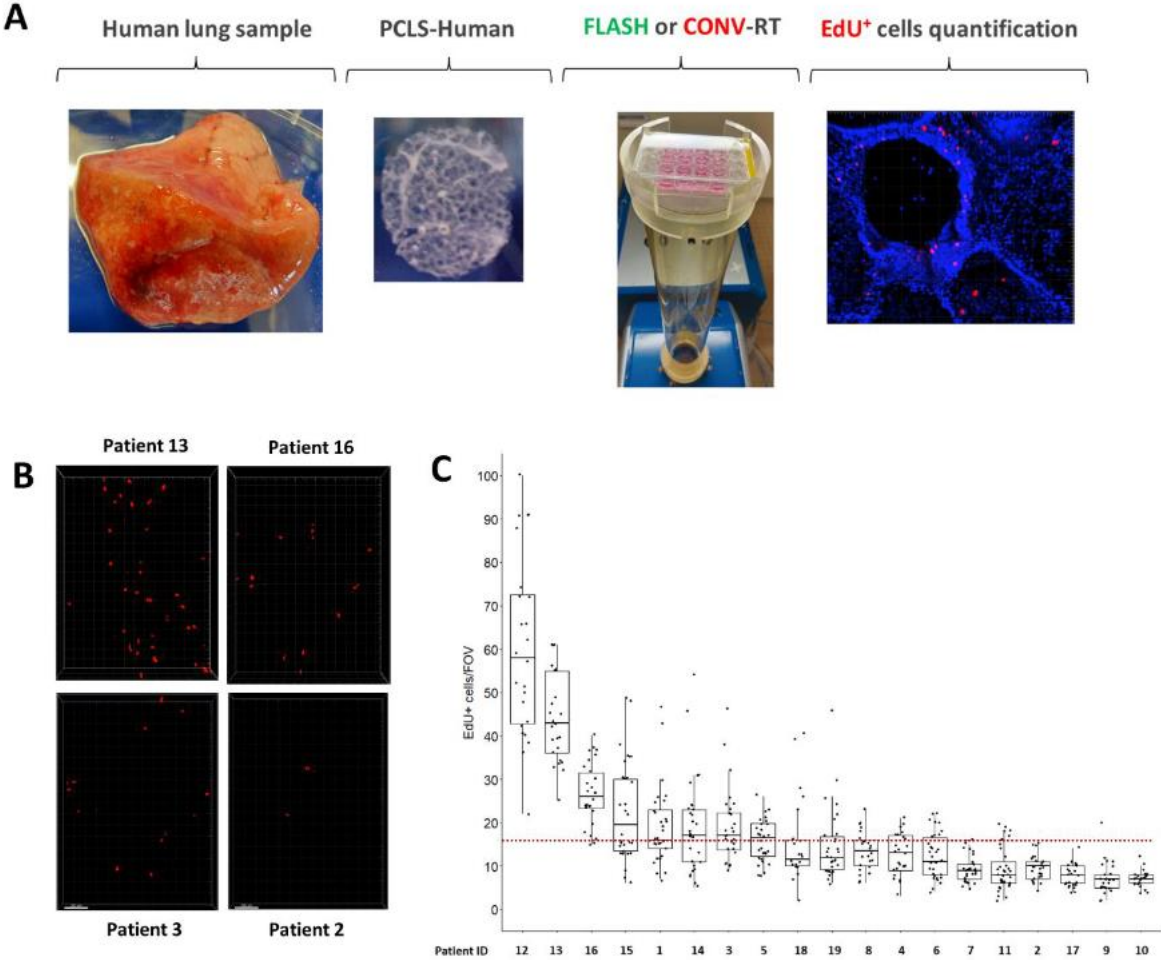 A
Human lung sample
PCLS-Human
FLASH or CONV-RT
EdU⁺ cells quantification
B
Patient 13
Patient 16
Patient 3
Patient 2
C
EdU+ cells/FOV
100
90
80
70
60
50
40
30
20
10
0
Patient ID 12 13 16 15 1 14 3 5 18 19 8 4 6 7 11 2 17 9 10